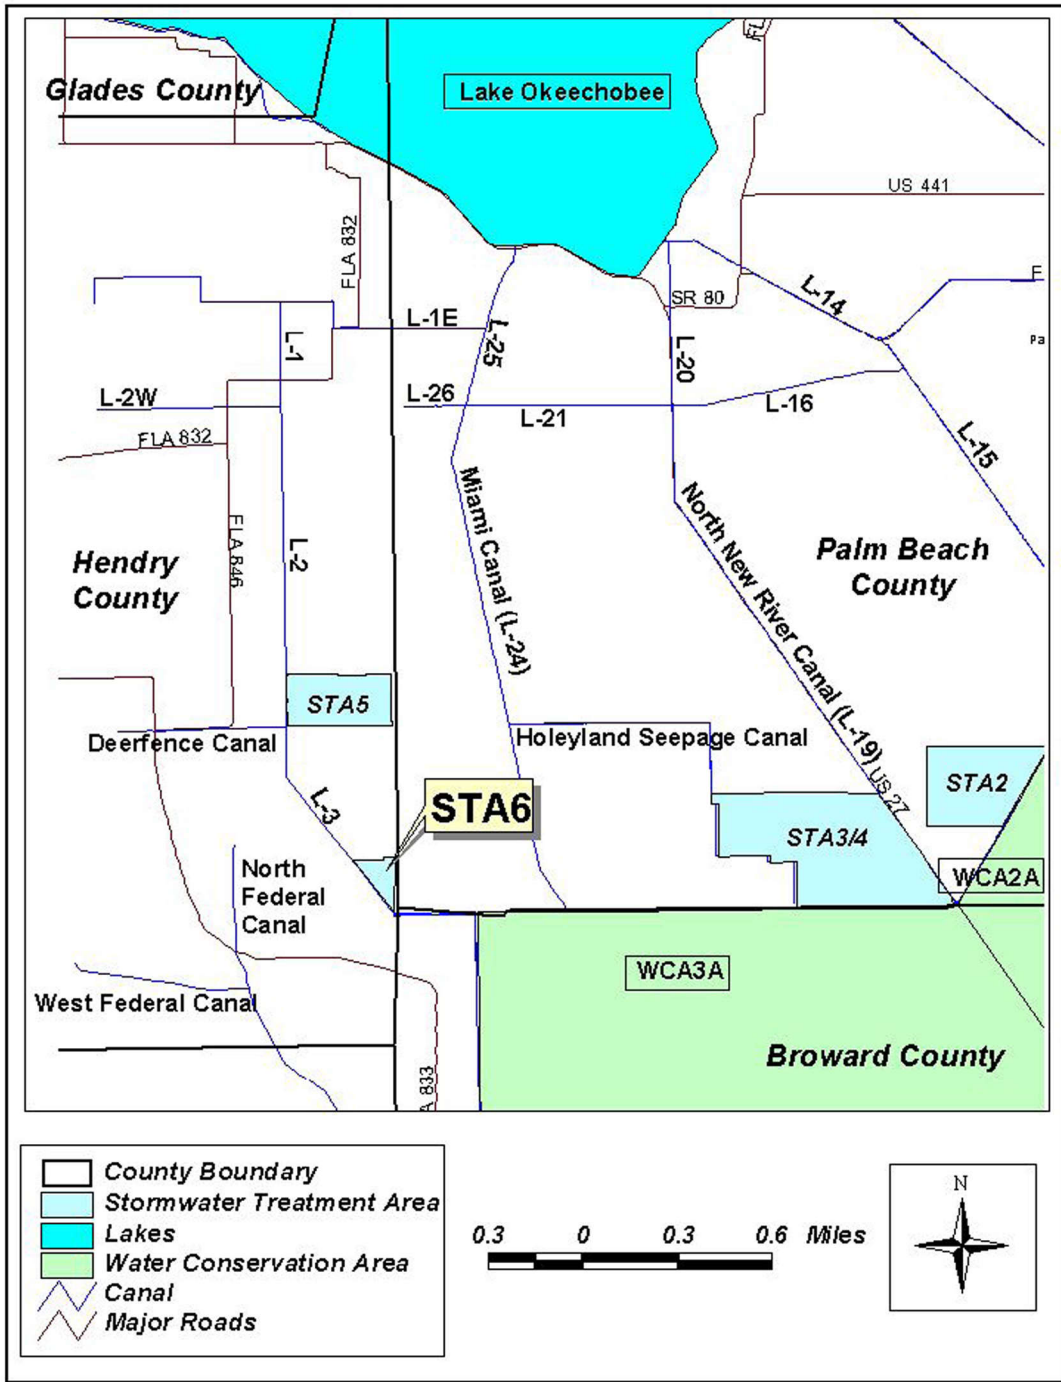 FL
Glades County
Lake Okeechobee
US 441
FLA 832
SR 80
L-14
F
L-1E
L-1
L-25
L-20
Pa
L-2W
L-26
L-21
L-16
FLA 832
L-15
Miami Canal (L-24)
North New River Canal (L-19)
FLA 846
L-2
Hendry
County
Palm Beach
County
STA5
Deerfence Canal
Holeyland Seepage Canal
US 27
STA2
L-3
STA6
STA3/4
North
Federal
Canal
WCA2A
WCA3A
West Federal Canal
Broward County
A 833
County Boundary
Stormwater Treatment Area
Lakes
Water Conservation Area
Canal
Major Roads
0.3 0 0.3 0.6 Miles
N